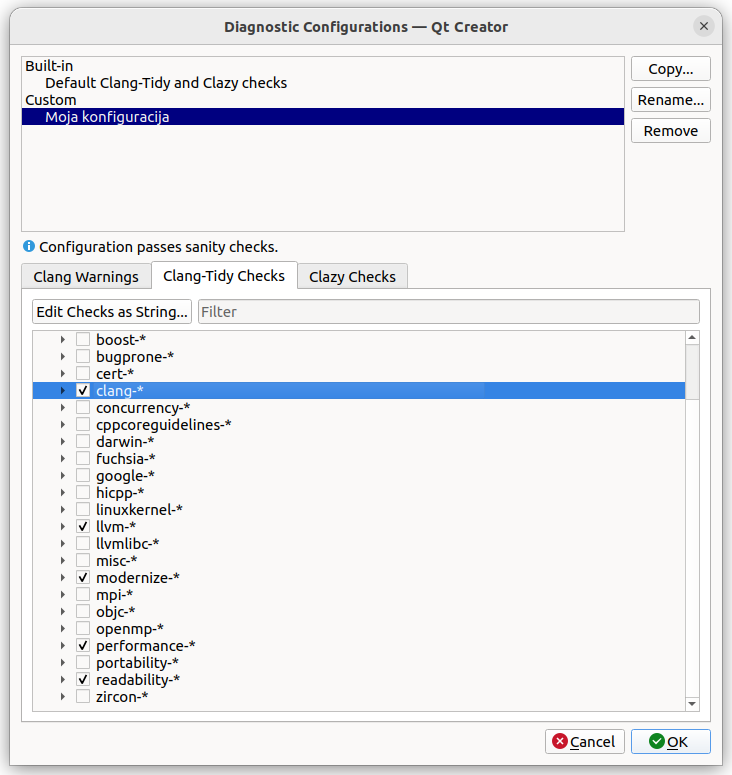 Diagnostic Configurations — Qt Creator
Built-in
Default Clang-Tidy and Clazy checks
Custom
Moja konfiguracija
Copy...
Rename...
Remove
Configuration passes sanity checks.
Clang Warnings
Clang-Tidy Checks
Clazy Checks
Edit Checks as String...
Filter
boost-*
bugprone-*
cert-*
clang-*
concurrency-*
cppcoreguidelines-*
darwin-*
fuchsia-*
google-*
hicpp-*
linuxkernel-*
llvm-*
llvmlibc-*
misc-*
modernize-*
mpi-*
objc-*
openmp-*
performance-*
portability-*
readability-*
zircon-*
Cancel
OK